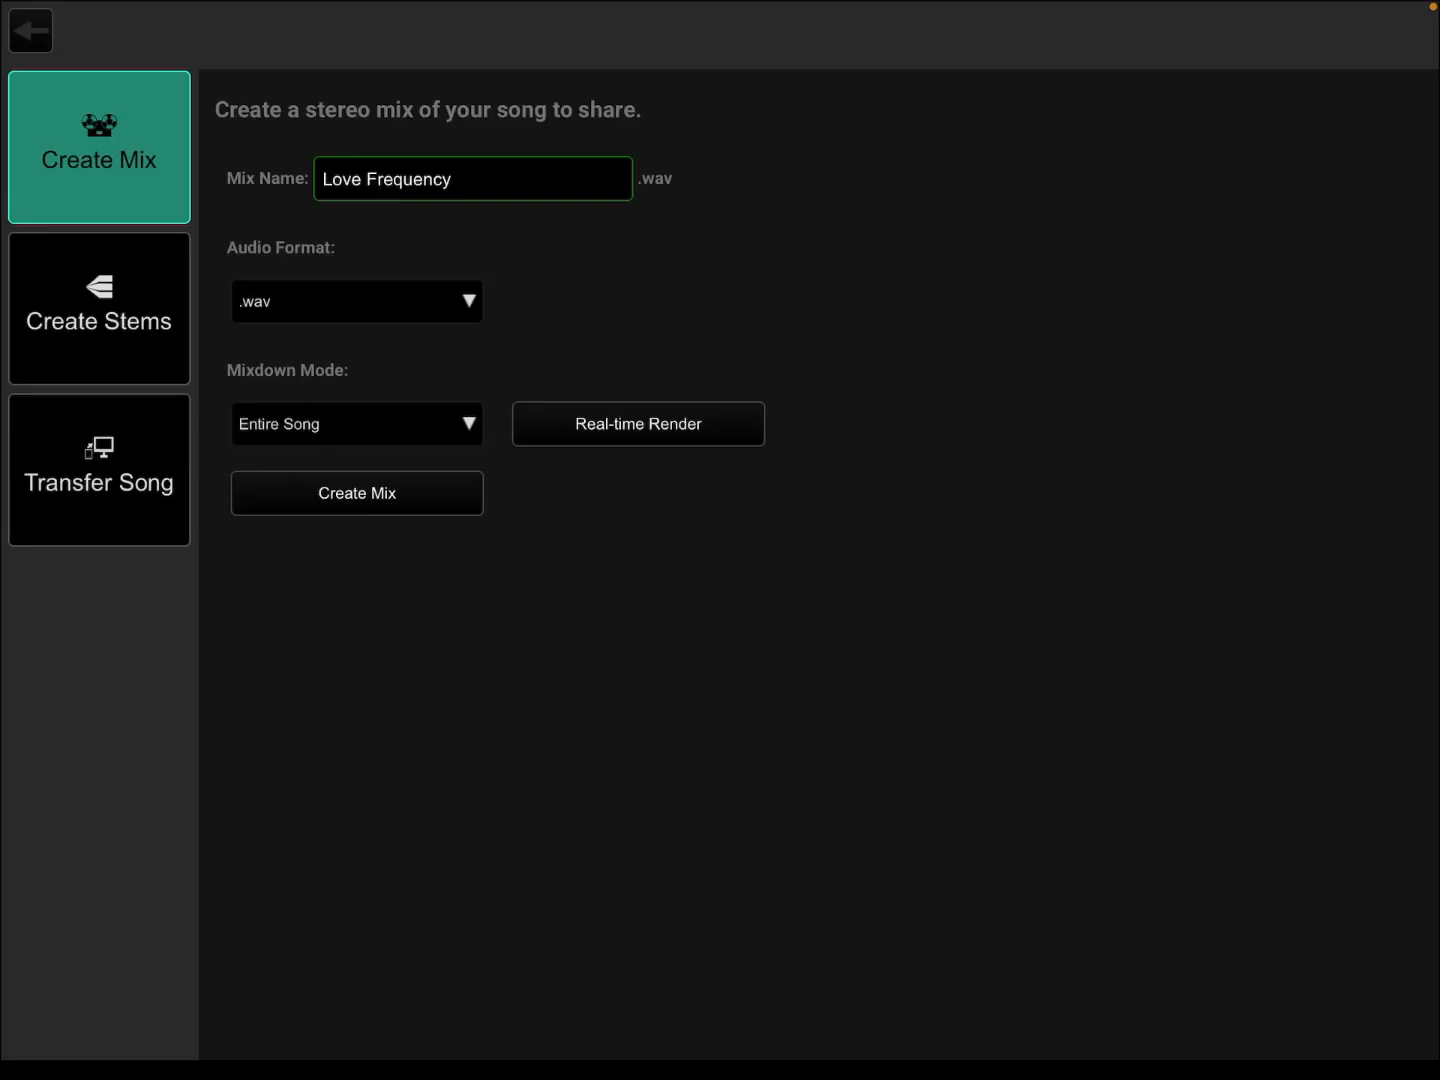 Create a stereo mix of your song to share.
Create Mix
Mix Name: Love Frequency .wav
Audio Format:
.wav
Create Stems
Mixdown Mode:
Entire Song Real-time Render
Transfer Song
Create Mix